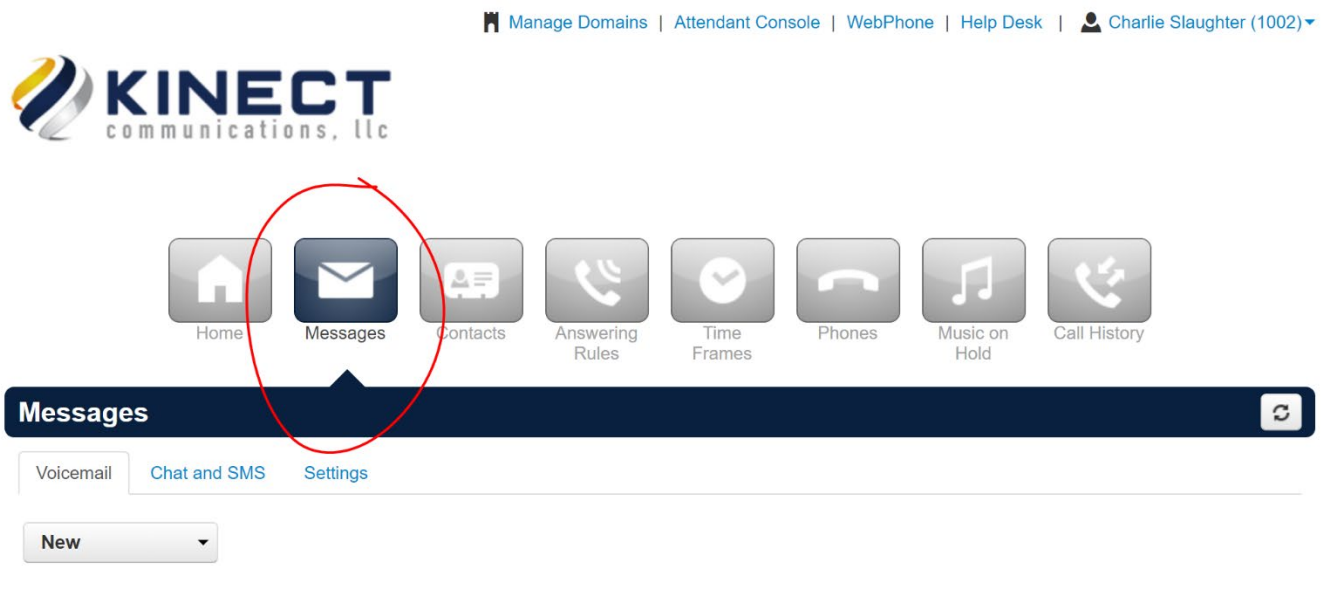 Manage Domains | Attendant Console | WebPhone | Help Desk | Charlie Slaughter (1002)
KINECT
communications, llc
Home
Messages
Contacts
Answering Rules
Time Frames
Phones
Music on Hold
Call History
Messages
Voicemail Chat and SMS Settings
New